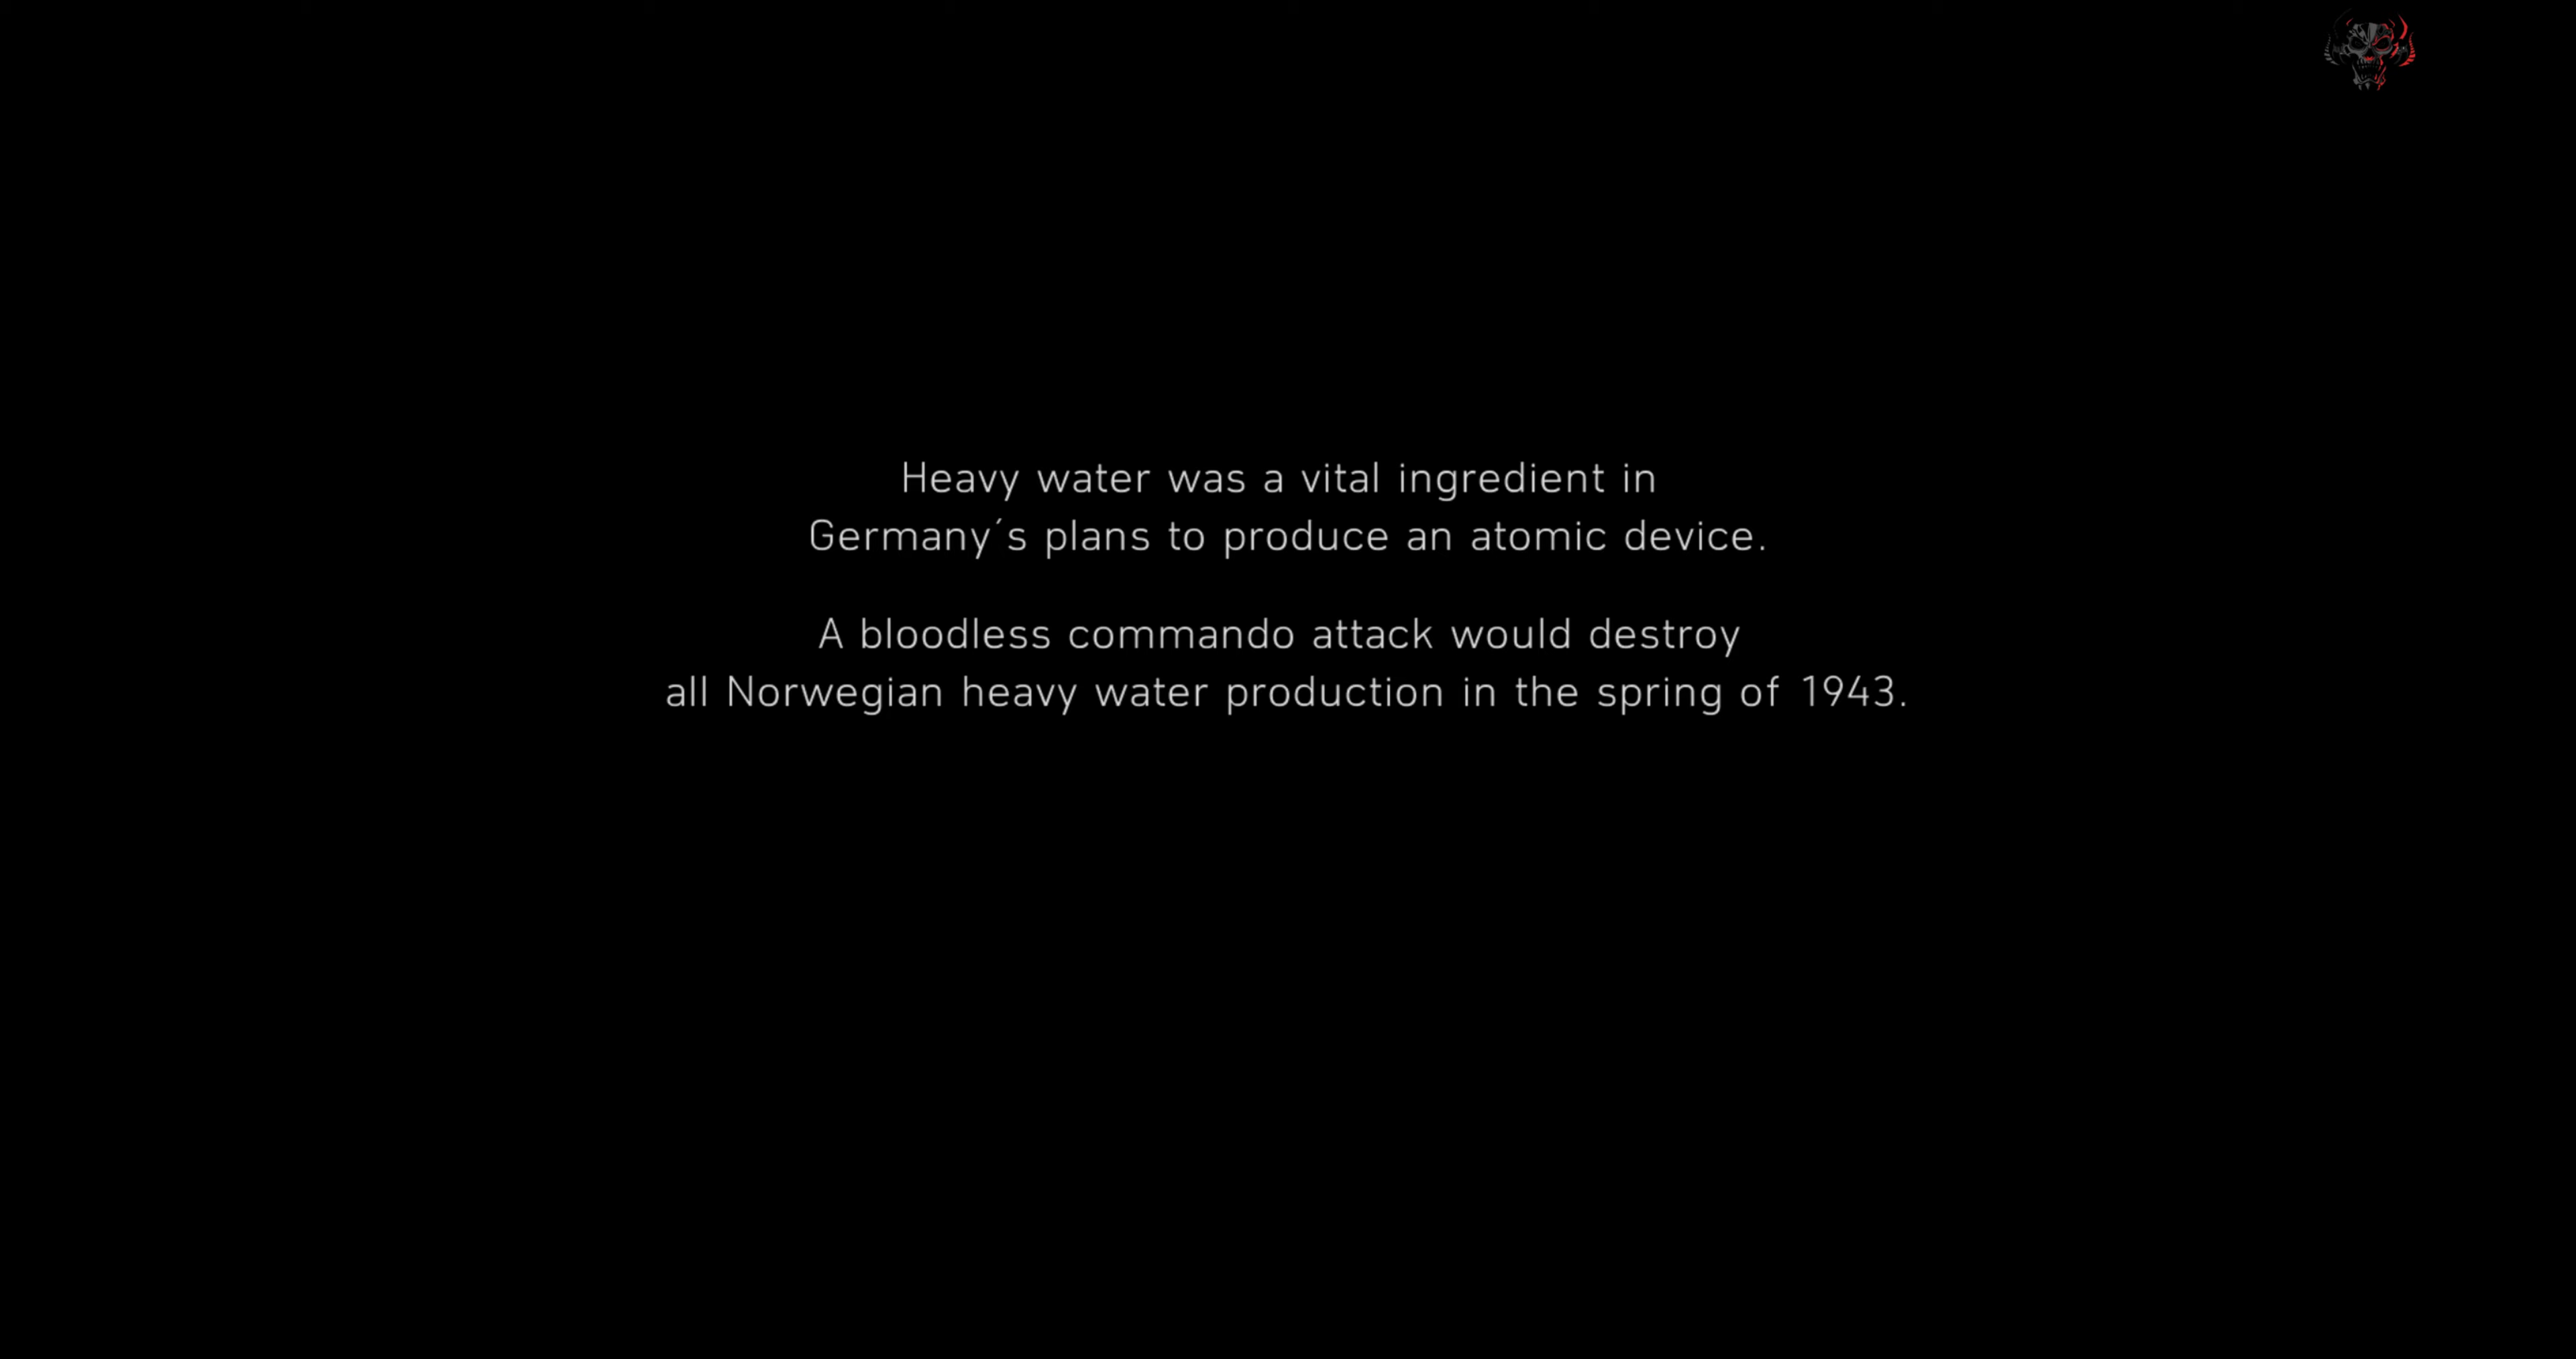 Heavy water was a vital ingredient in
Germany´s plans to produce an atomic device.
A bloodless commando attack would destroy
all Norwegian heavy water production in the spring of 1943.